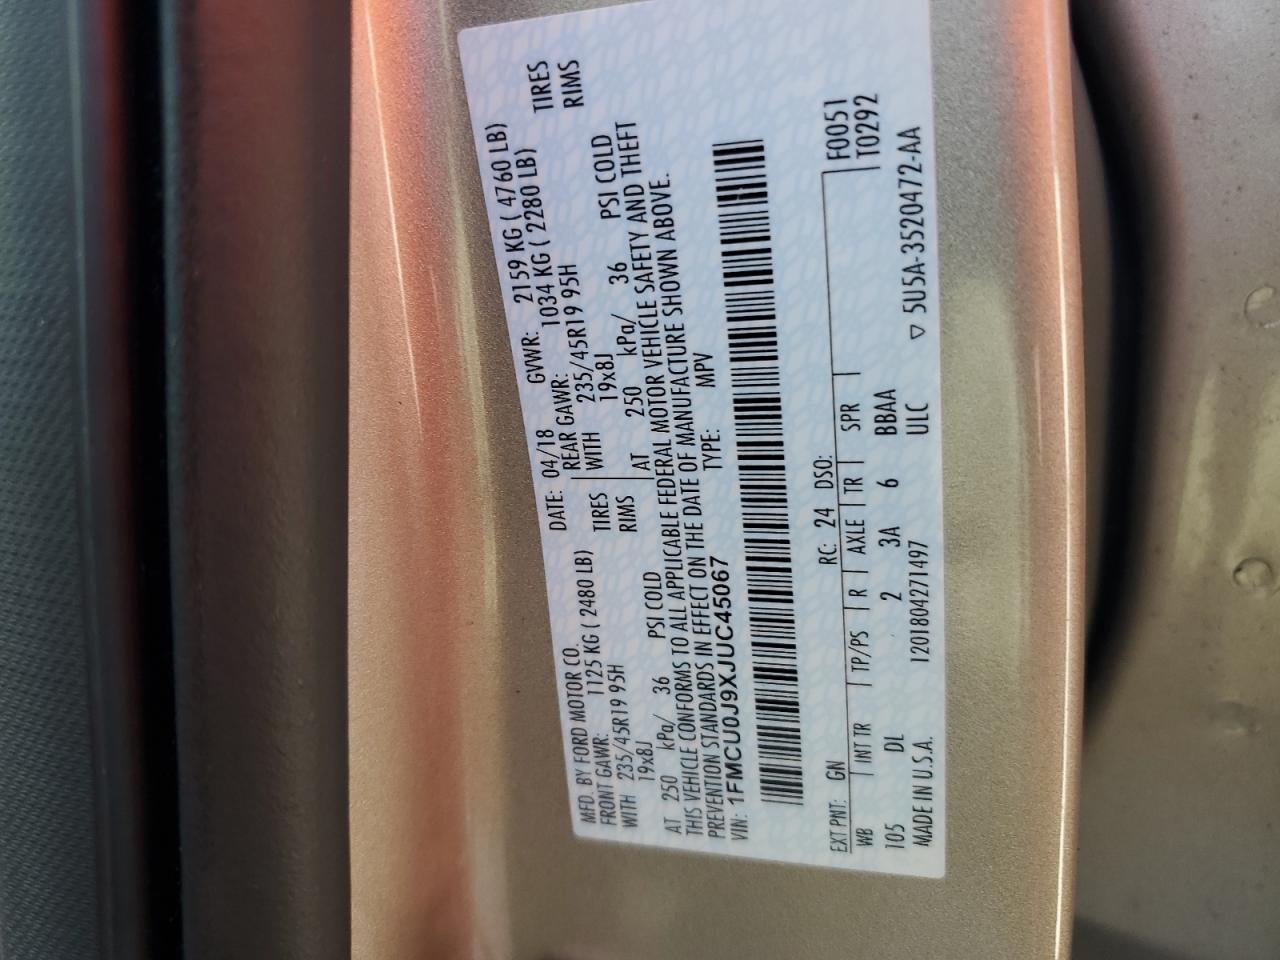 MFD. BY FORD MOTOR CO.
DATE: 04/18 GVWR: 2159 KG ( 4760 LB)
FRONT GAWR: 1125 KG ( 2480 LB)
REAR GAWR: 1034 KG ( 2280 LB)
WITH 235/45R19 95H TIRES
WITH 235/45R19 95H TIRES
19x8J RIMS
19x8J RIMS
AT 250 kPa/ 36 PSI COLD
AT 250 kPa/ 36 PSI COLD
THIS VEHICLE CONFORMS TO ALL APPLICABLE FEDERAL MOTOR VEHICLE SAFETY AND THEFT
PREVENTION STANDARDS IN EFFECT ON THE DATE OF MANUFACTURE SHOWN ABOVE.
VIN: 1FMCU0J9XJUC45067 TYPE: MPV
EXT PNT: GN RC: 24 DSO: F0051
WB INT TR TP/PS R AXLE TR SPR T0292
105 DL 2 3A 6 BBAA
MADE IN U.S.A. 1201804271497 ULC ▽ 5U5A-3520472-AA